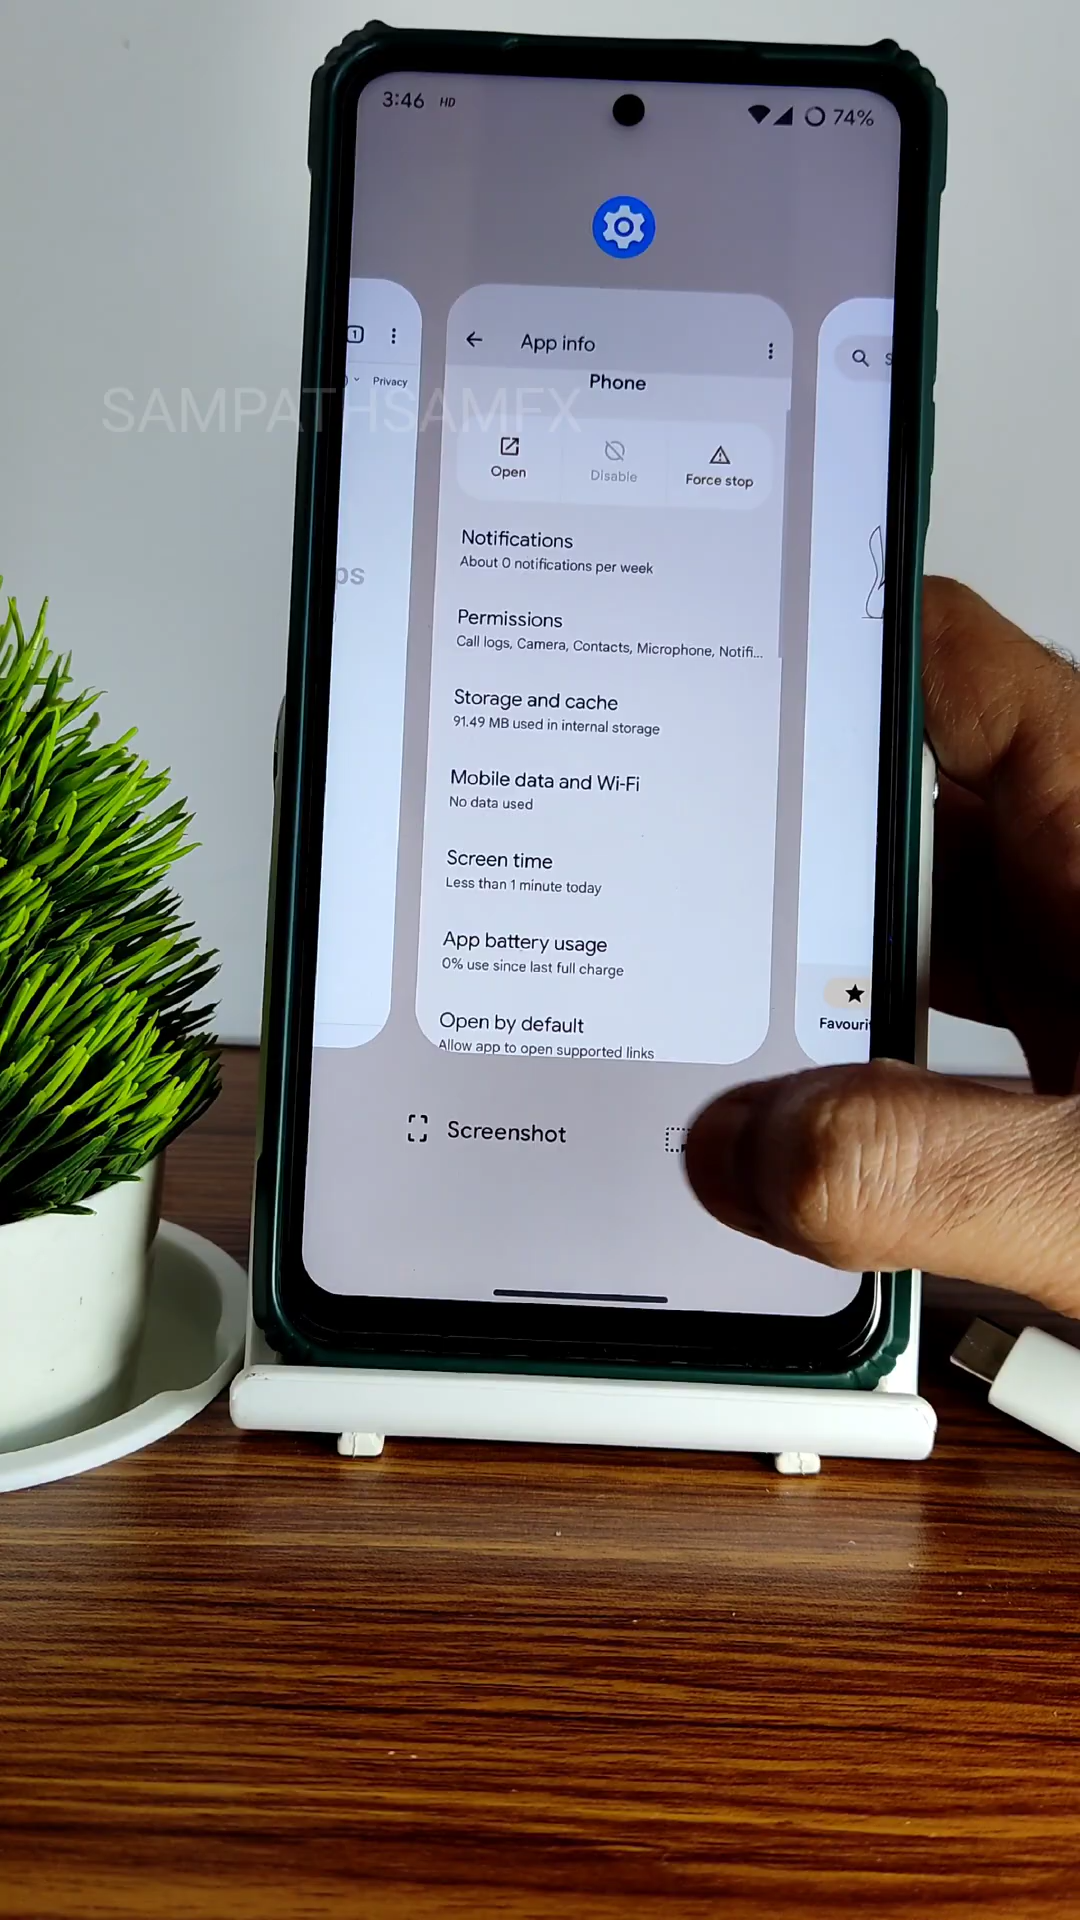 3:46 HD
74%
1
App info
Phone
Privacy
SAMPATHSAMFX
Open
Disable
Force stop
Notifications
About 0 notifications per week
Permissions
Call logs, Camera, Contacts, Microphone, Notifi...
Storage and cache
91.49 MB used in internal storage
Mobile data and Wi-Fi
No data used
Screen time
Less than 1 minute today
App battery usage
0% use since last full charge
Open by default
Allow app to open supported links
Favouri
Screenshot